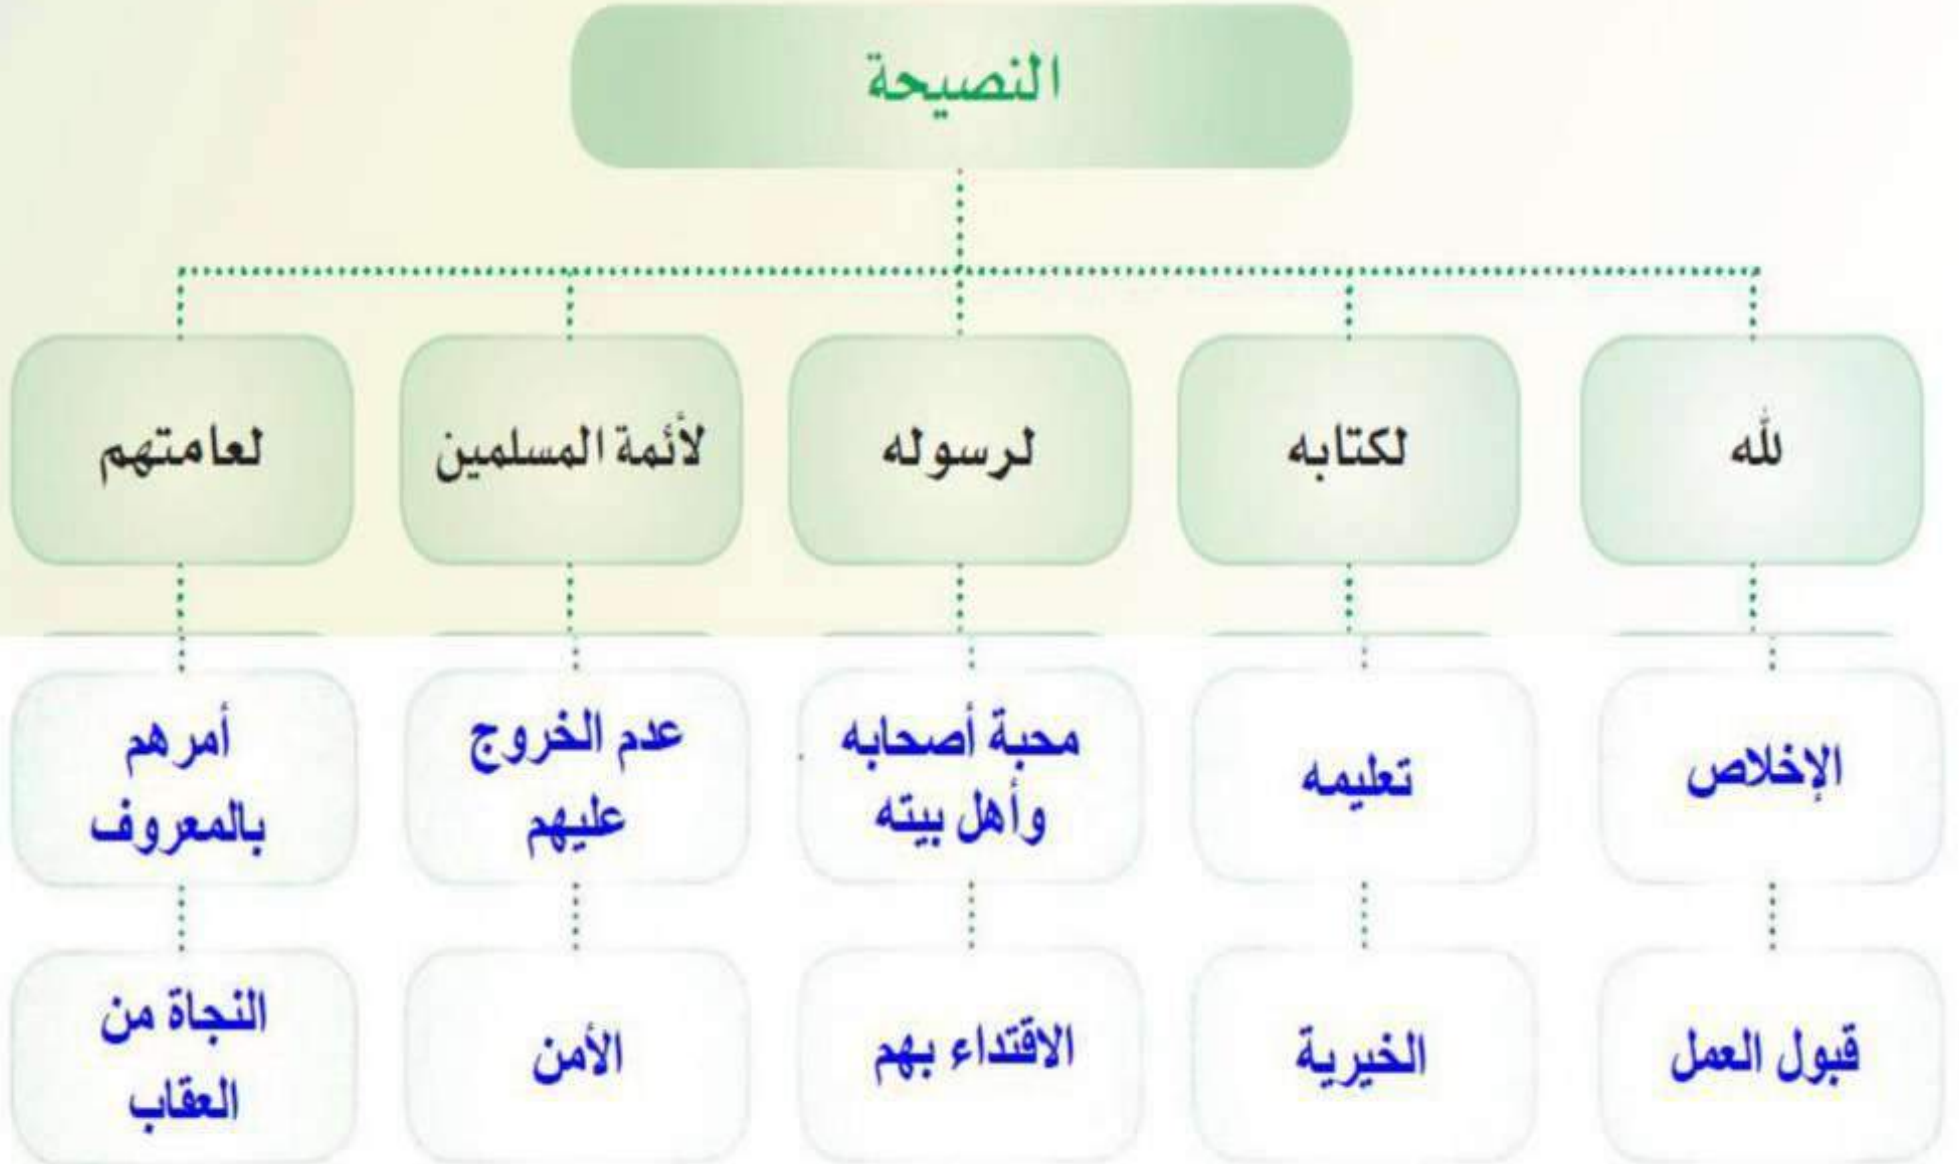 النصيحة
لله
لكتابه
لرسوله
لأئمة المسلمين
لعامتهم
الإخلاص
تعليمه
محبة أصحابه
وأهل بيته
عدم الخروج
عليهم
أمرهم
بالمعروف
قبول العمل
الخيرية
الاقتداء بهم
الأمن
النجاة من
العقاب